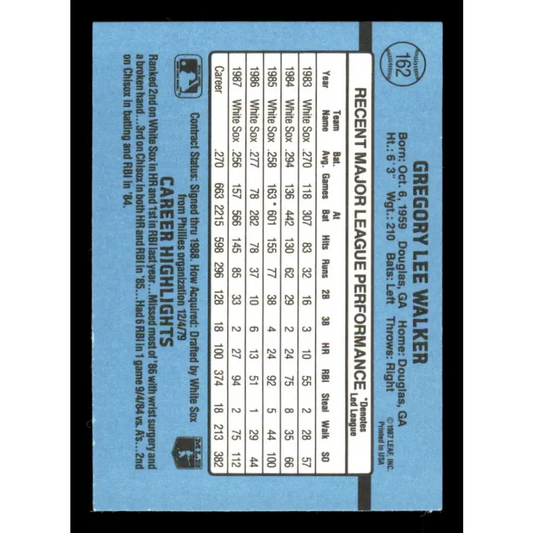 162
GREGORY LEE WALKER
© 1987 LEAF, INC.
Printed in USA
Born: Oct. 6, 1959 Douglas, GA Home: Douglas, GA
Ht.: 6' 3" Wgt.: 210 Bats: Left Throws: Right
RECENT MAJOR LEAGUE PERFORMANCE *Denotes Led League
Team Bat. At
Year Name Avg. Games Bat Hits Runs 2B 3B HR RBI Steal Walk SO
1983 White Sox .270 118 307 83 32 16 3 10 55 2 28 57
1984 White Sox .294 136 442 130 62 29 2 24 75 8 35 66
1985 White Sox .258 163* 601 155 77 38 4 24 92 5 44 100
1986 White Sox .277 78 282 78 37 10 6 13 51 1 29 44
1987 White Sox .256 157 566 145 85 33 2 27 94 2 75 112
Career .270 663 2215 598 296 128 18 100 374 18 213 382
Contract Status: Signed thru 1988. How Acquired: Drafted by White Sox
from Phillies organization 12/4/79
CAREER HIGHLIGHTS
Ranked 2nd on White Sox in HR and 1st in RBI last year... Missed most of '86 with wrist surgery and
a broken hand... 3rd on Chisox in both HR and RBI in '85... Had 6 RBI in 1 game 9/4/84 vs. A's... 2nd
on Chisox in batting and RBI in '84.